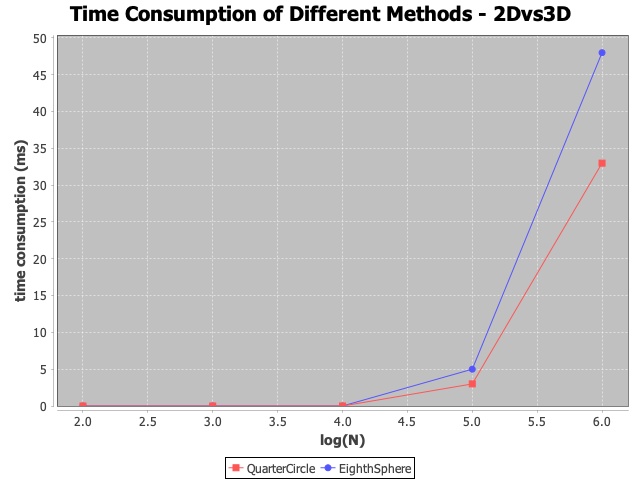 Time Consumption of Different Methods - 2Dvs3D
50
45
40
35
30
25
20
15
10
5
0
time consumption (ms)
2.0 2.5 3.0 3.5 4.0 4.5 5.0 5.5 6.0
log(N)
QuarterCircle EighthSphere